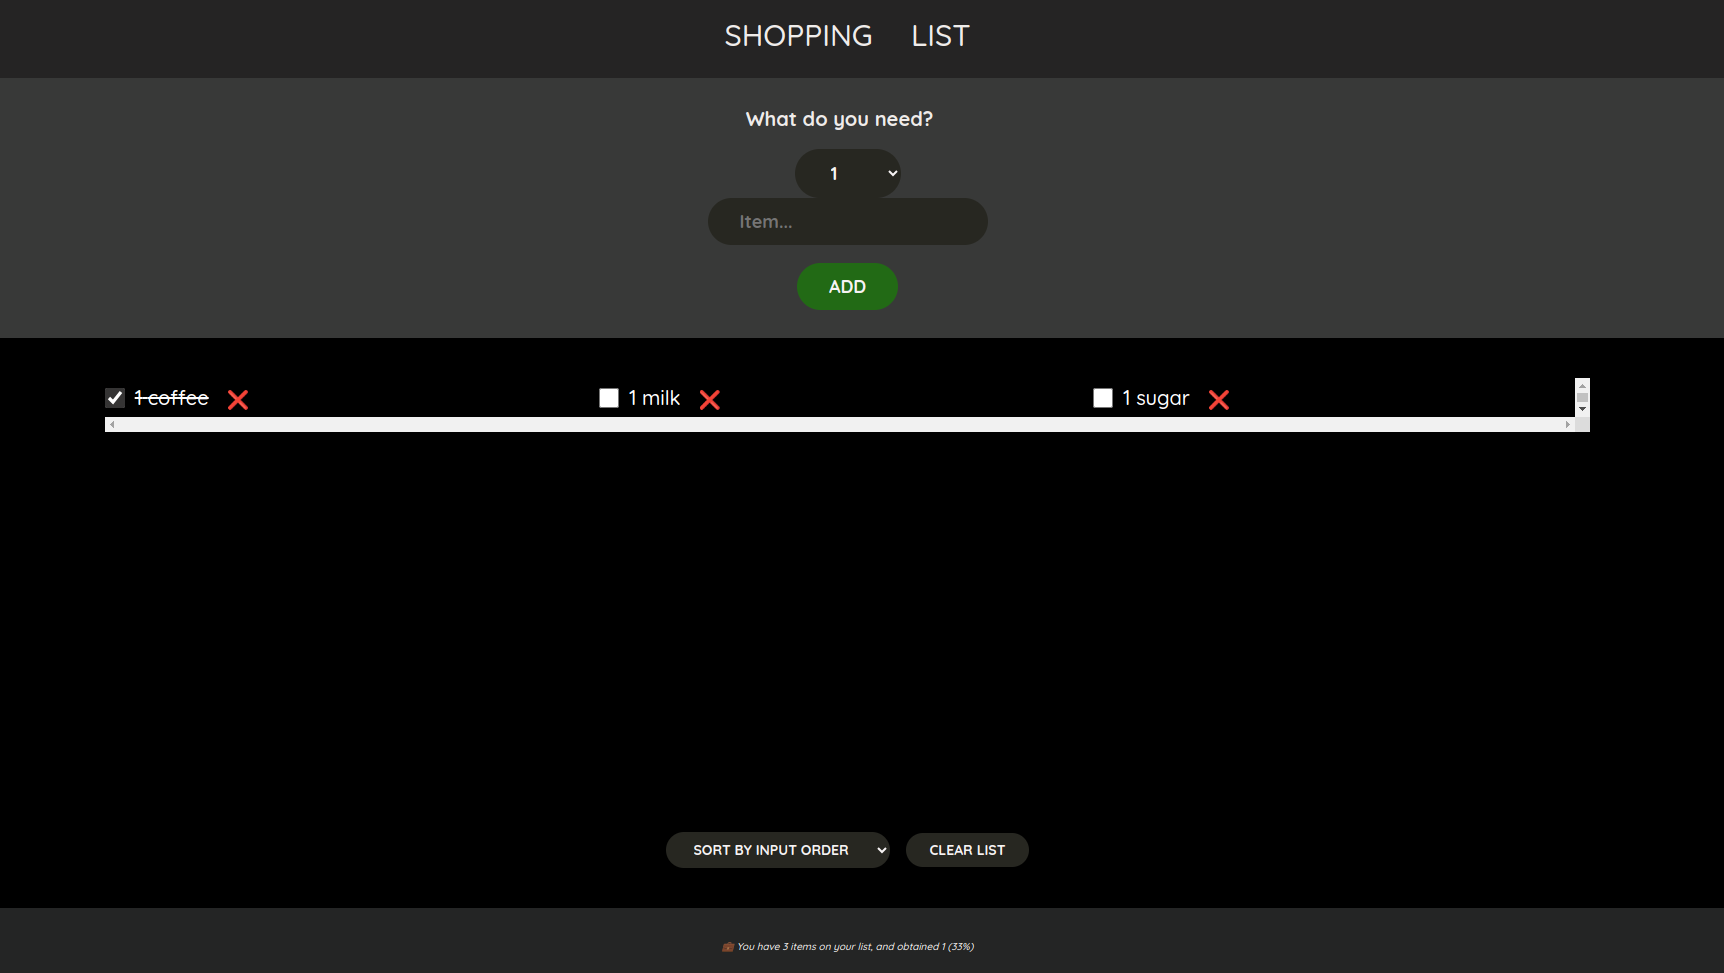 SHOPPING LIST
What do you need?
1
Item...
ADD
1 coffee 1 milk 1 sugar
SORT BY INPUT ORDER CLEAR LIST
You have 3 items on your list, and obtained 1 (33%)